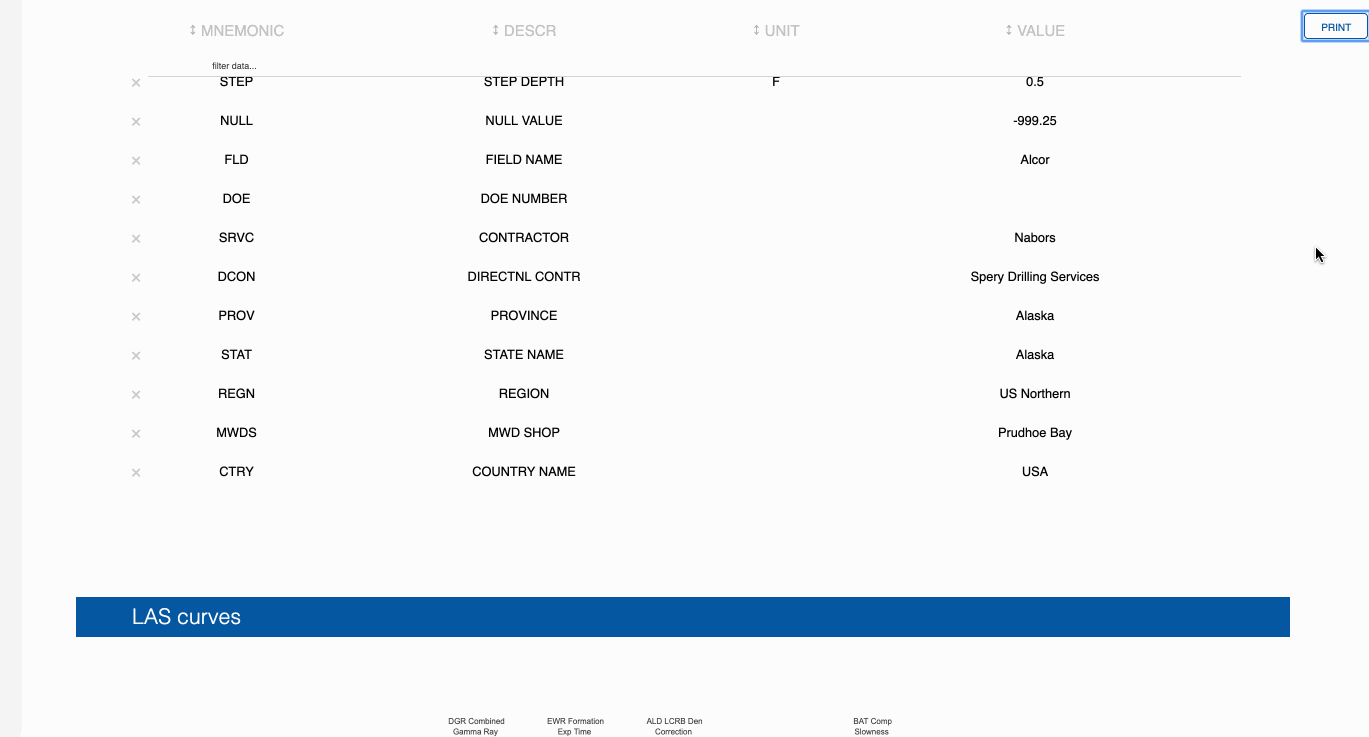 MNEMONIC DESCR UNIT VALUE
PRINT
filter data...
STEP STEP DEPTH F 0.5
NULL NULL VALUE -999.25
FLD FIELD NAME Alcor
DOE DOE NUMBER
SRVC CONTRACTOR Nabors
DCON DIRECTNL CONTR Spery Drilling Services
PROV PROVINCE Alaska
STAT STATE NAME Alaska
REGN REGION US Northern
MWDS MWD SHOP Prudhoe Bay
CTRY COUNTRY NAME USA
LAS curves
DGR Combined EWR Formation ALD LCRB Den BAT Comp
Gamma Ray Exp Time Correction Slowness